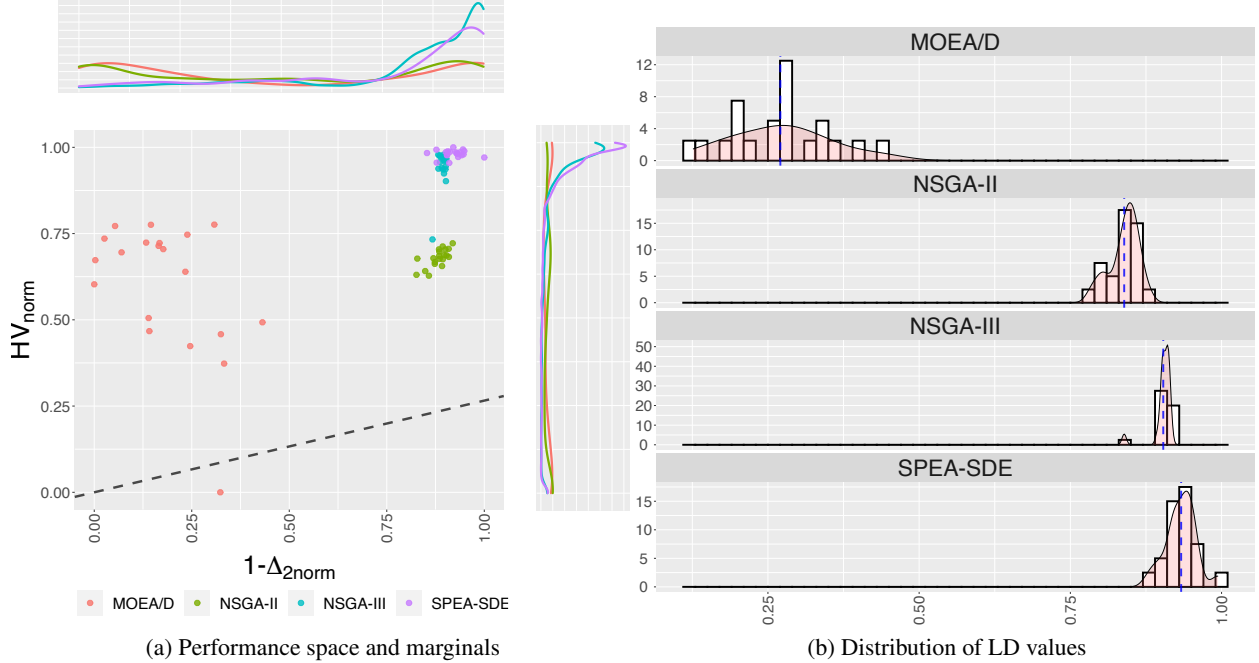 1.00
0.75
0.50
0.25
0.00
HVnorm
0.00 0.25 0.50 0.75 1.00
1-Δ2norm
MOEA/D NSGA-II NSGA-III SPEA-SDE
(a) Performance space and marginals
MOEA/D
12
8
4
0
NSGA-II
15
10
5
0
NSGA-III
50
40
30
20
10
0
SPEA-SDE
15
10
5
0
0.25 0.50 0.75 1.00
(b) Distribution of LD values